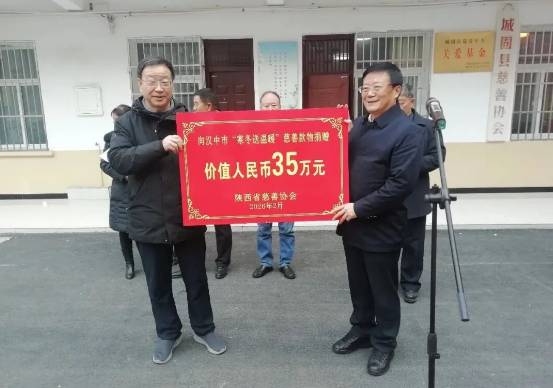 向汉中市“寒冬送温暖”慈善款物捐赠
价值人民币35万元
陕西省慈善协会
2026年2月
关爱基金
城固县慈善协会